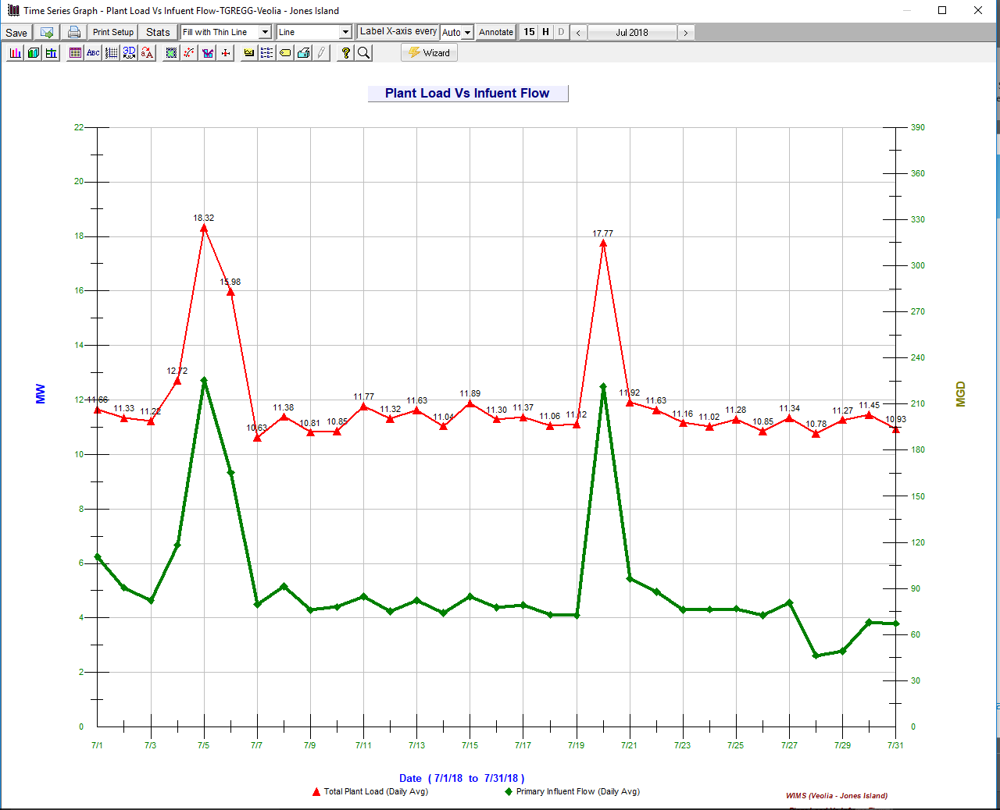 Time Series Graph - Plant Load Vs Infuent Flow-TGREGG-Veolia - Jones Island
Save Print Setup Stats Fill with Thin Line Line Label X-axis every Auto Annotate 15 H D < Jul 2018 >
ABC 3D A ? Wizard
Plant Load Vs Infuent Flow
22 390
20 360
18.32 330
18 17.77 300
16 15.98 270
14 240
12.72
12 210
11.66 11.33 11.22 10.63 11.38 10.81 10.85 11.77 11.32 11.63 11.04 11.89 11.30 11.37 11.06 11.12 11.92 11.63 11.16 11.02 11.28 10.85 11.34 10.78 11.27 11.45 10.93
MW
MGD
10 180
8 150
6 120
4 90
2 60
0 30
0
7/1 7/3 7/5 7/7 7/9 7/11 7/13 7/15 7/17 7/19 7/21 7/23 7/25 7/27 7/29 7/31
Date ( 7/1/18 to 7/31/18 )
Total Plant Load (Daily Avg) Primary Influent Flow (Daily Avg)
WIMS (Veolia - Jones Island)